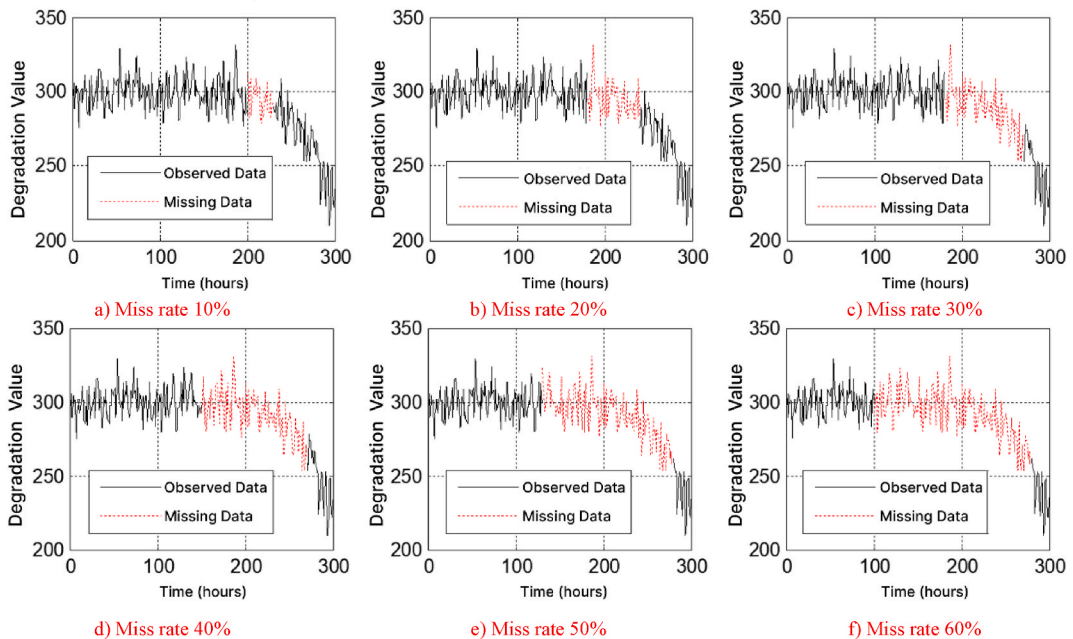 350
300
250
200
Degradation Value
Observed Data
Missing Data
0
100
200
300
Time (hours)
a) Miss rate 10%
350
300
250
200
Degradation Value
Observed Data
Missing Data
0
100
200
300
Time (hours)
b) Miss rate 20%
350
300
250
200
Degradation Value
Observed Data
Missing Data
0
100
200
300
Time (hours)
c) Miss rate 30%
350
300
250
200
Degradation Value
Observed Data
Missing Data
0
100
200
300
Time (hours)
d) Miss rate 40%
350
300
250
200
Degradation Value
Observed Data
Missing Data
0
100
200
300
Time (hours)
e) Miss rate 50%
350
300
250
200
Degradation Value
Observed Data
Missing Data
0
100
200
300
Time (hours)
f) Miss rate 60%